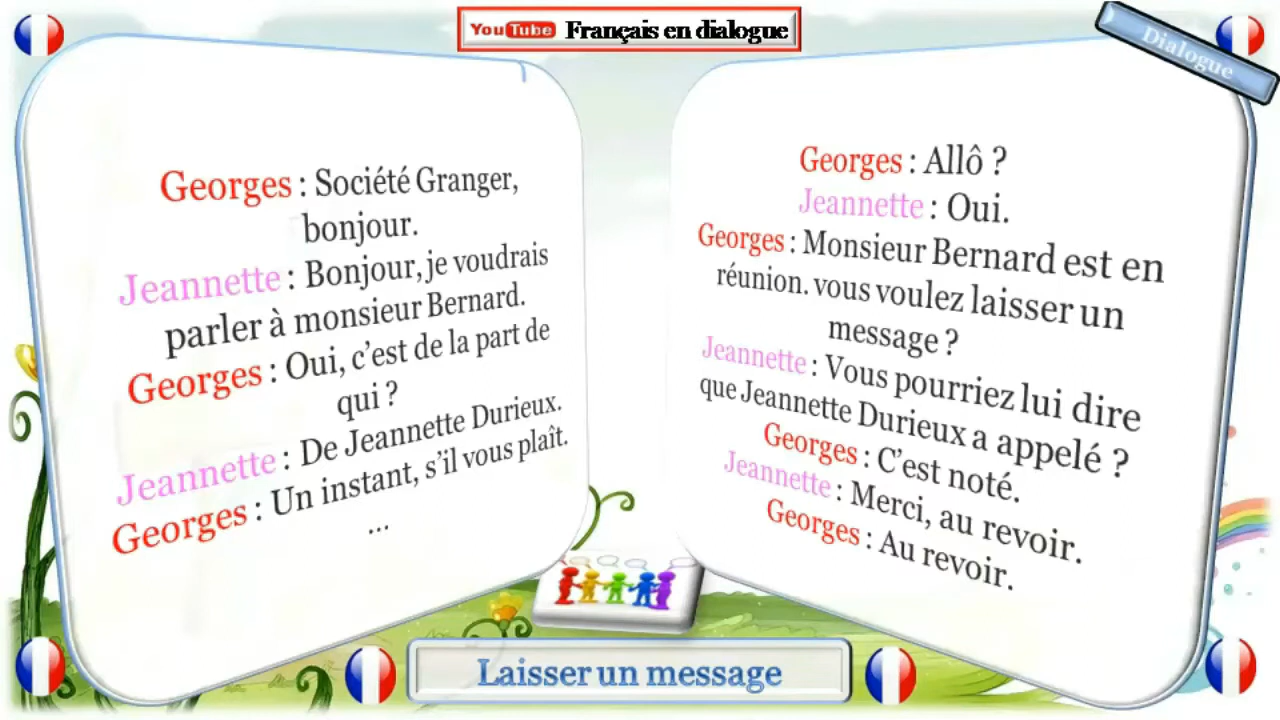 YouTube Français en dialogue
Dialogue
Georges : Société Granger,
bonjour.
Jeannette : Bonjour, je voudrais
parler à monsieur Bernard.
Georges : Oui, c’est de la part de
qui ?
Jeannette : De Jeannette Durieux.
Georges : Un instant, s’il vous plaît.
...
Georges : Allô ?
Jeannette : Oui.
Georges : Monsieur Bernard est en
réunion. vous voulez laisser un
message ?
Jeannette : Vous pourriez lui dire
que Jeannette Durieux a appelé ?
Georges : C’est noté.
Jeannette : Merci, au revoir.
Georges : Au revoir.
Laisser un message